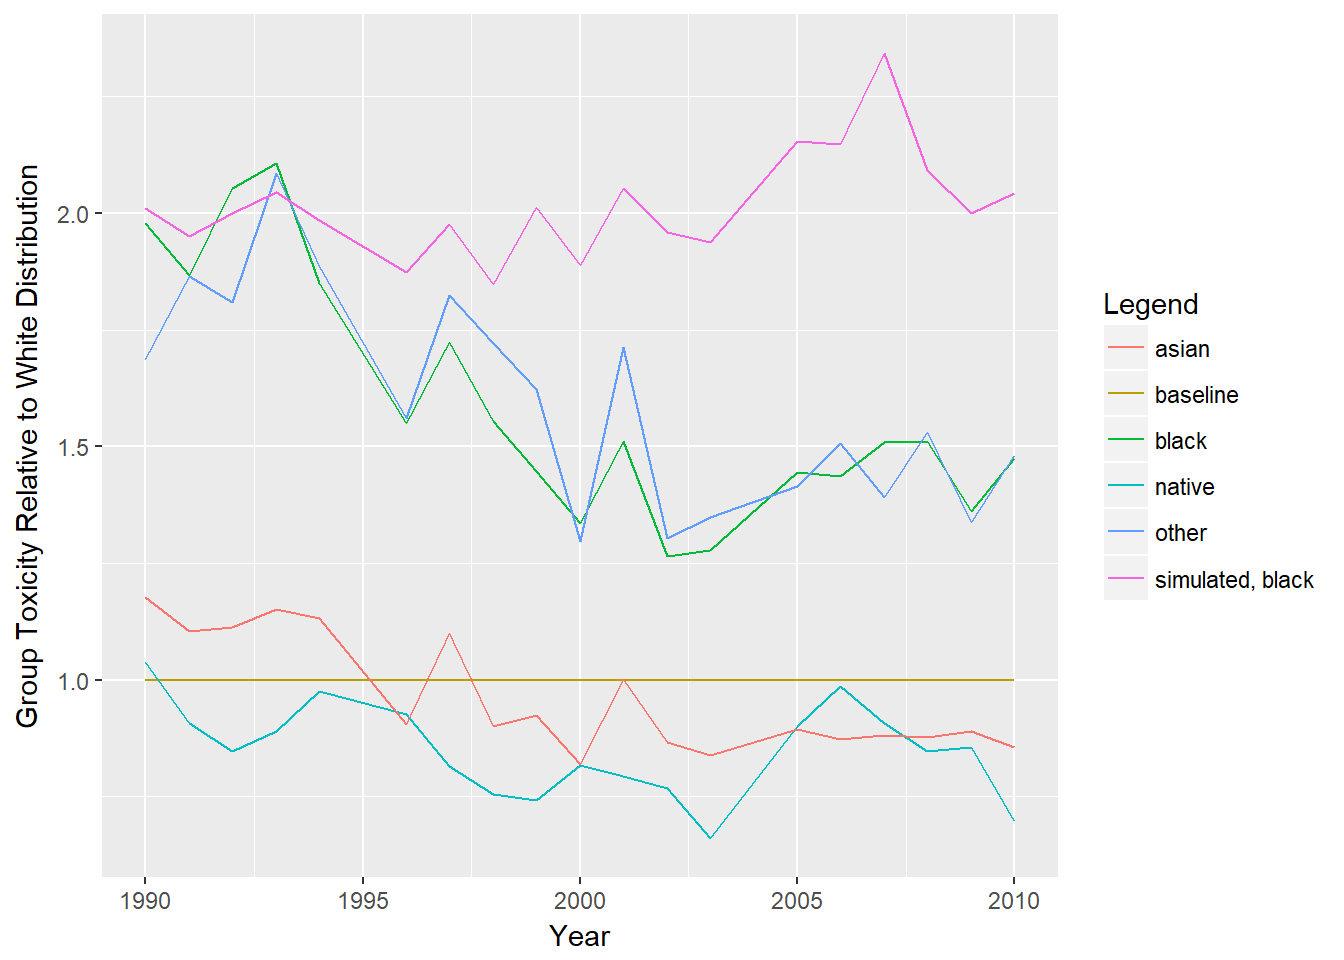 Group Toxicity Relative to White Distribution
2.0
1.5
1.0
1990
1995
2000
2005
2010
Year
Legend
asian
baseline
black
native
other
simulated, black